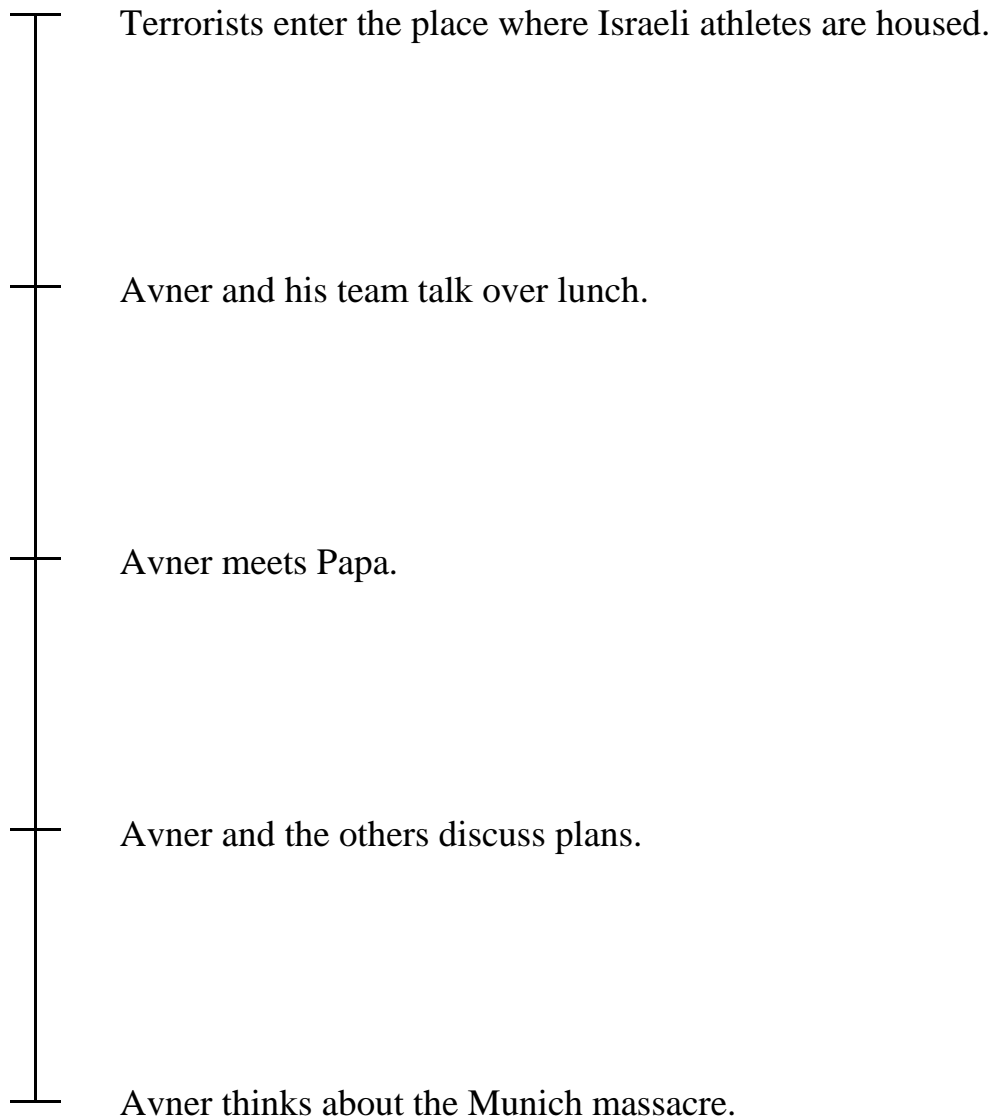 Terrorists enter the place where Israeli athletes are housed.
Avner and his team talk over lunch.
Avner meets Papa.
Avner and the others discuss plans.
Avner thinks about the Munich massacre.